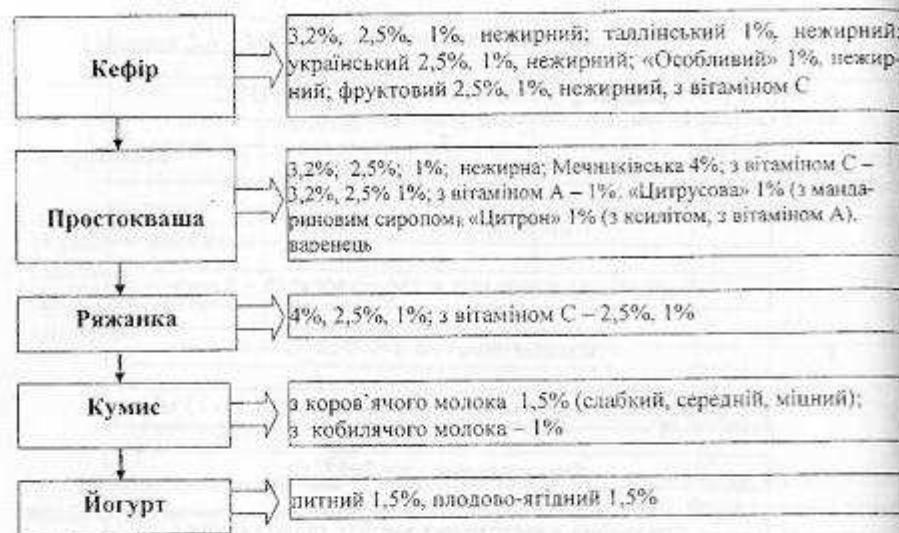 Кефір
3,2%, 2,5%, 1%, нежирний; таллінський 1%, нежирний;
український 2,5%, 1%, нежирний; «Особливий» 1%, нежир-
ний; фруктовий 2,5%, 1%, нежирний, з вітаміном С
Простокваша
3,2%; 2,5%; 1%; нежирна; Мечниківська 4%; з вітаміном С –
3,2%, 2,5% 1%; з вітаміном А – 1%. «Цитрусова» 1% (з манда-
риновим сиропом); «Цитрон» 1% (з ксилітом, з вітаміном А).
варенець
Ряжанка
4%, 2,5%, 1%; з вітаміном С – 2,5%. 1%
Кумис
з коров'ячого молока 1,5% (слабкий, середній, міцний);
з кобилячого молока – 1%
Йогурт
питний 1,5%, плодово-ягідний 1,5%